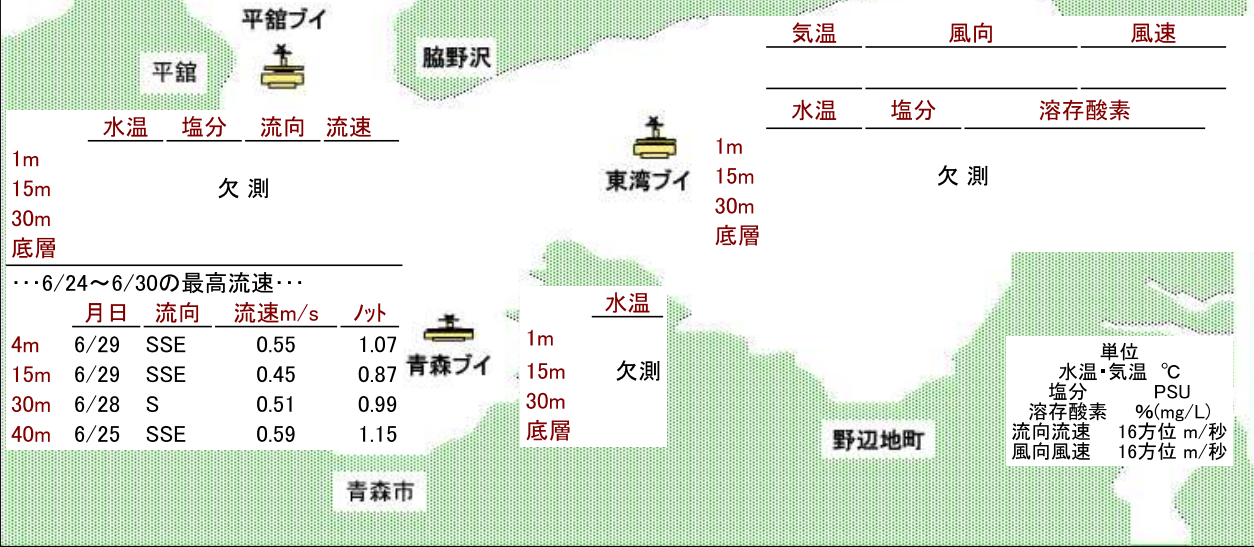 平舘ブイ
平舘
脇野沢
気温 風向 風速
水温 塩分 溶存酸素
1m
15m 欠 測
30m
底層
東湾ブイ
水温 塩分 流向 流速
1m
15m 欠 測
30m
底層
…6/24～6/30の最高流速…
月日 流向 流速m/s ノット
4m 6/29 SSE 0.55 1.07
15m 6/29 SSE 0.45 0.87
30m 6/28 S 0.51 0.99
40m 6/25 SSE 0.59 1.15
青森ブイ
水温
1m
15m 欠測
30m
底層
青森市
野辺地町
単位
水温・気温 ℃
塩分 PSU
溶存酸素 %(mg/L)
流向流速 16方位 m/秒
風向風速 16方位 m/秒